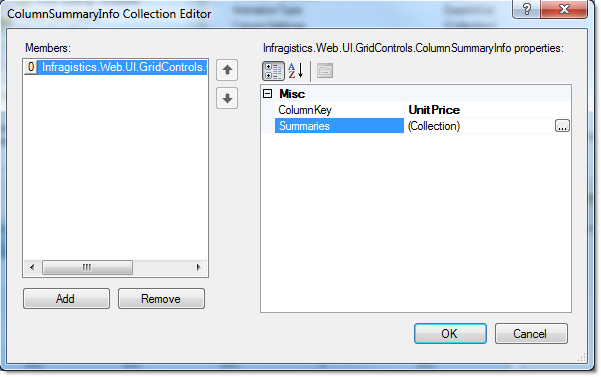 ColumnSummaryInfo Collection Editor
Members:
0 Infragistics.Web.UI.GridControls.
Add
Remove
Infragistics.Web.UI.GridControls.ColumnSummaryInfo properties:
A
Z
Misc
ColumnKey UnitPrice
Summaries (Collection) ...
OK
Cancel